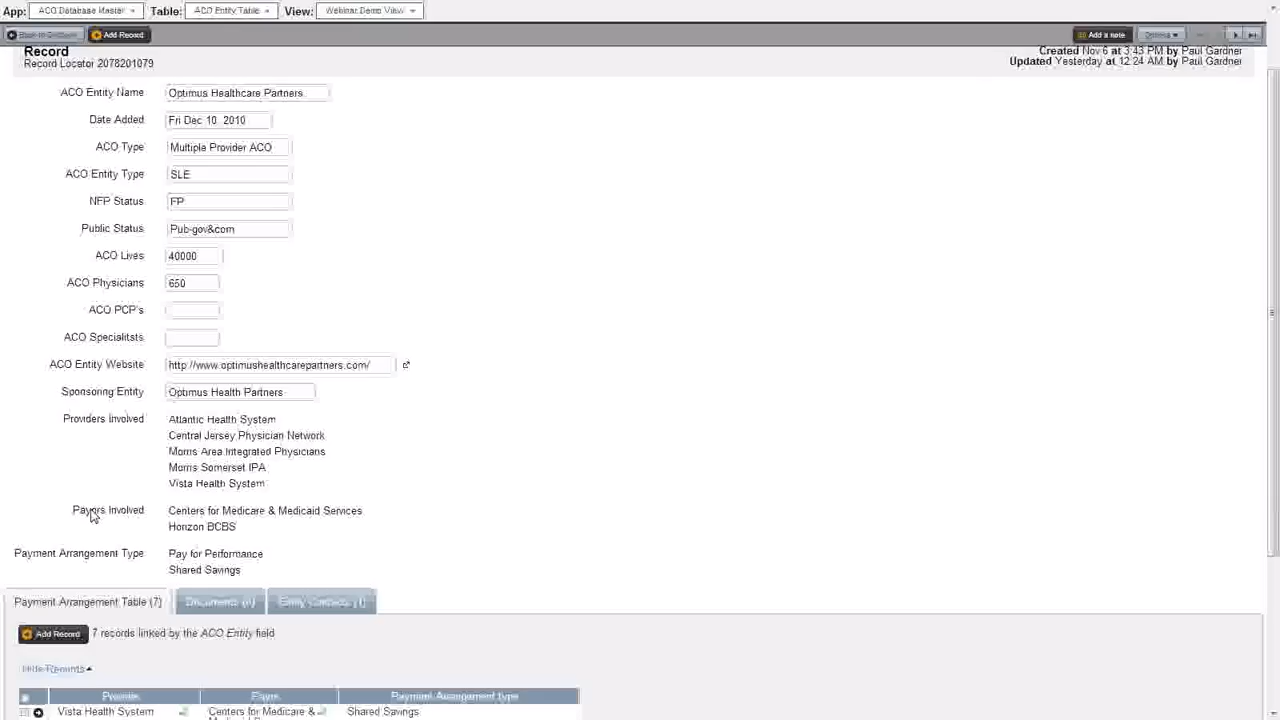 App: ACO Database Master Table: ACO Entity Table View: Webinar Demo View
Add Record Add a note Options
Record
Record Locator 2078201079
Created Nov 6 at 3:43 PM by Paul Gardner
Updated Yesterday at 12:24 AM by Paul Gardner
ACO Entity Name Optimus Healthcare Partners
Date Added Fri Dec 10 2010
ACO Type Multiple Provider ACO
ACO Entity Type SLE
NFP Status FP
Public Status Pub-gov&com
ACO Lives 40000
ACO Physicians 650
ACO PCP's
ACO Specialitsts
ACO Entity Website http://www.optimushealthcarepartners.com/
Sponsoring Entity Optimus Health Partners
Providers Involved Atlantic Health System
Central Jersey Physician Network
Morris Area Integrated Physicians
Morris Somerset IPA
Vista Health System
Payors Involved Centers for Medicare & Medicaid Services
Horizon BCBS
Payment Arrangement Type Pay for Performance
Shared Savings
Payment Arrangement Table (7) Documents Entity Contacts (1)
Add Record 7 records linked by the ACO Entity field
Hide Records
Provider Payor Payment Arrangement type
Vista Health System Centers for Medicare & Shared Savings